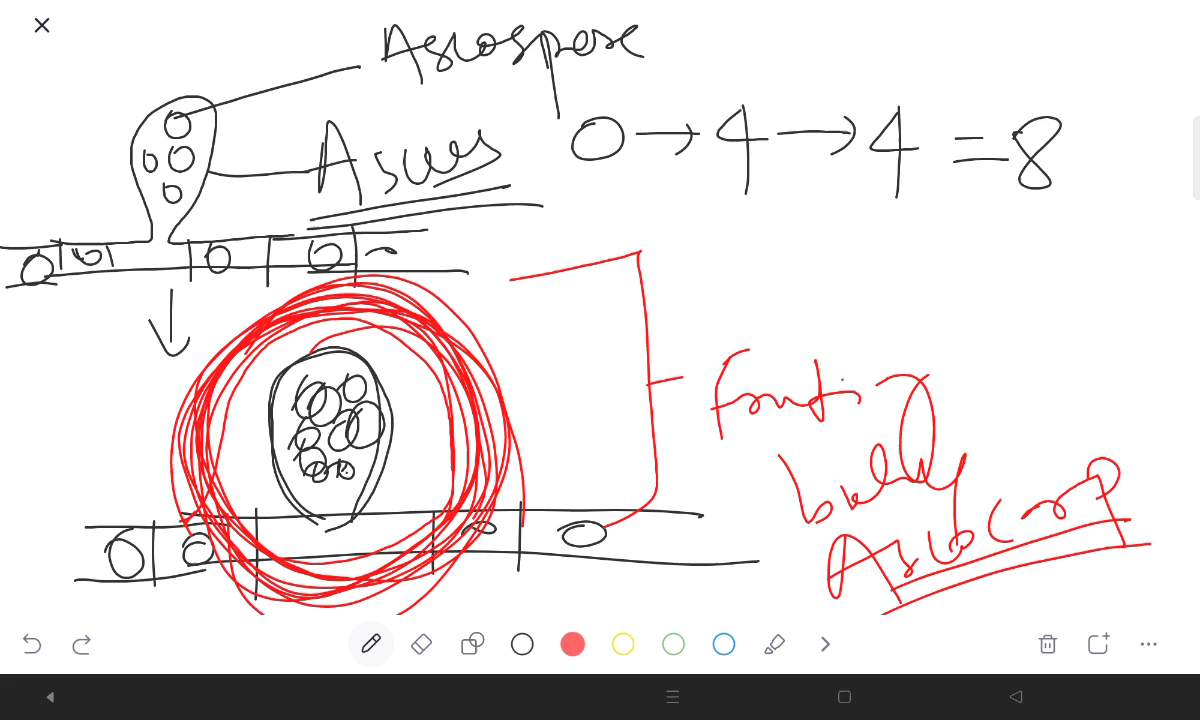 Ascospore
Ascus
0 → 4 → 4 = 8
Fruiting
body
Ascocarp